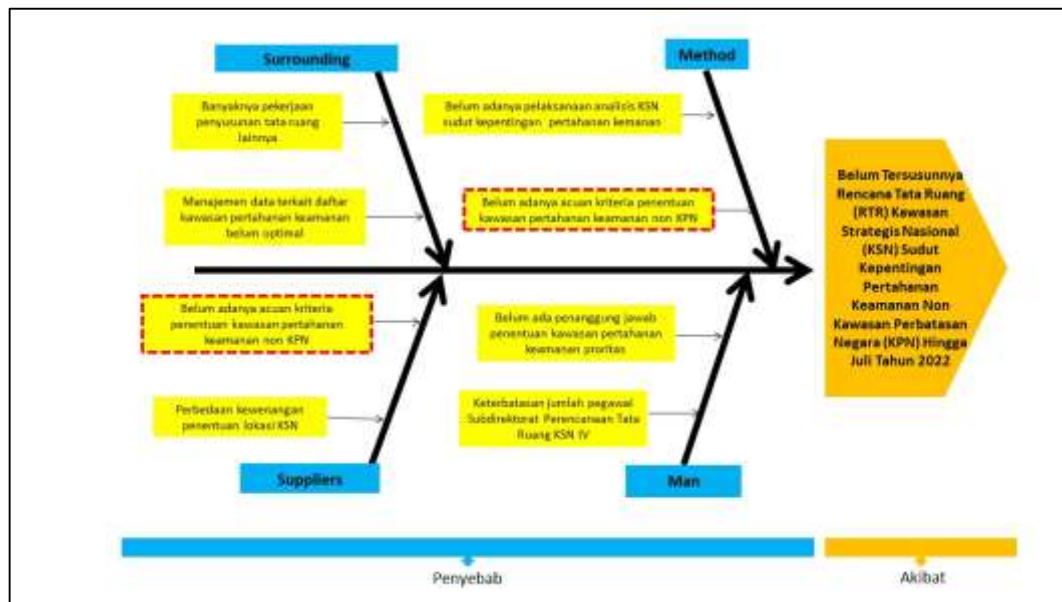 Surrounding
Method
Banyaknya pekerjaan
penyusunan tata ruang
lainnya
Belum adanya pelaksanaan analisis KSN
sudut kepentingan pertahanan kemanan
Manajemen data terkait daftar
kawasan pertahanan keamanan
belum optimal
Belum adanya acuan kriteria penentuan
kawasan pertahanan keamanan non KPN
Belum adanya acuan kriteria
penentuan kawasan pertahanan
keamanan non KPN
Belum ada penanggung jawab
penentuan kawasan pertahanan
keamanan proritas
Perbedaan kewenangan
penentuan lokasi KSN
Keterbatasan jumlah pegawai
Subdirektorat Perencanaan Tata
Ruang KSN IV
Suppliers
Man
Belum Tersusunnya
Rencana Tata Ruang
(RTR) Kawasan
Strategis Nasional
(KSN) Sudut
Kepentingan
Pertahanan
Keamanan Non
Kawasan Perbatasan
Negara (KPN) Hingga
Juli Tahun 2022
Penyebab
Akibat